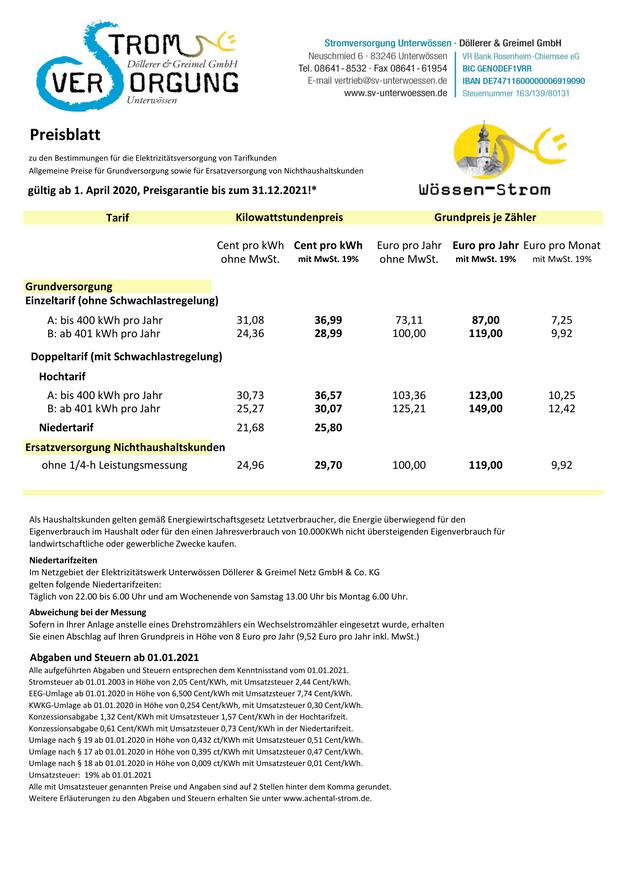 STROM
Döllerer & Greimel GmbH
VERSORGUNG
Unterwössen
Stromversorgung Unterwössen · Döllerer & Greimel GmbH
Neuschmied 6 · 83246 Unterwössen
VR Bank Rosenheim-Chiemsee eG
Tel. 08641-8532 · Fax 08641-61954
BIC GENODEF1VRR
E-mail vertrieb@sv-unterwoessen.de
IBAN DE74711600000006919090
www.sv-unterwoessen.de
Steuernummer 163/139/80131
Preisblatt
zu den Bestimmungen für die Elektrizitätsversorgung von Tarifkunden
Allgemeine Preise für Grundversorgung sowie für Ersatzversorgung von Nichthaushaltskunden
gültig ab 1. April 2020, Preisgarantie bis zum 31.12.2021!*
Wössen-Strom
Tarif Kilowattstundenpreis Grundpreis je Zähler
Cent pro kWh Cent pro kWh Euro pro Jahr Euro pro Jahr Euro pro Monat
ohne MwSt. mit MwSt. 19% ohne MwSt. mit MwSt. 19% mit MwSt. 19%
Grundversorgung
Einzeltarif (ohne Schwachlastregelung)
A: bis 400 kWh pro Jahr 31,08 36,99 73,11 87,00 7,25
B: ab 401 kWh pro Jahr 24,36 28,99 100,00 119,00 9,92
Doppeltarif (mit Schwachlastregelung)
Hochtarif
A: bis 400 kWh pro Jahr 30,73 36,57 103,36 123,00 10,25
B: ab 401 kWh pro Jahr 25,27 30,07 125,21 149,00 12,42
Niedertarif 21,68 25,80
Ersatzversorgung Nichthaushaltskunden
ohne 1/4-h Leistungsmessung 24,96 29,70 100,00 119,00 9,92
Als Haushaltskunden gelten gemäß Energiewirtschaftsgesetz Letztverbraucher, die Energie überwiegend für den
Eigenverbrauch im Haushalt oder für den einen Jahresverbrauch von 10.000KWh nicht übersteigenden Eigenverbrauch für
landwirtschaftliche oder gewerbliche Zwecke kaufen.
Niedertarifzeiten
Im Netzgebiet der Elektrizitätswerk Unterwössen Döllerer & Greimel Netz GmbH & Co. KG
gelten folgende Niedertarifzeiten:
Täglich von 22.00 bis 6.00 Uhr und am Wochenende von Samstag 13.00 Uhr bis Montag 6.00 Uhr.
Abweichung bei der Messung
Sofern in Ihrer Anlage anstelle eines Drehstromzählers ein Wechselstromzähler eingesetzt wurde, erhalten
Sie einen Abschlag auf Ihren Grundpreis in Höhe von 8 Euro pro Jahr (9,52 Euro pro Jahr inkl. MwSt.)
Abgaben und Steuern ab 01.01.2021
Alle aufgeführten Abgaben und Steuern entsprechen dem Kenntnisstand vom 01.01.2021.
Stromsteuer ab 01.01.2003 in Höhe von 2,05 Cent/KWh, mit Umsatzsteuer 2,44 Cent/kWh.
EEG-Umlage ab 01.01.2020 in Höhe von 6,500 Cent/kWh mit Umsatzsteuer 7,74 Cent/kWh.
KWKG-Umlage ab 01.01.2020 in Höhe von 0,254 Cent/kWh, mit Umsatzsteuer 0,30 Cent/kWh.
Konzessionsabgabe 1,32 Cent/KWh mit Umsatzsteuer 1,57 Cent/KWh in der Hochtarifzeit.
Konzessionsabgabe 0,61 Cent/KWh mit Umsatzsteuer 0,73 Cent/KWh in der Niedertarifzeit.
Umlage nach § 19 ab 01.01.2020 in Höhe von 0,432 ct/KWh mit Umsatzsteuer 0,51 Cent/kWh.
Umlage nach § 17 ab 01.01.2020 in Höhe von 0,395 ct/KWh mit Umsatzsteuer 0,47 Cent/kWh.
Umlage nach § 18 ab 01.01.2020 in Höhe von 0,009 ct/KWh mit Umsatzsteuer 0,01 Cent/kWh.
Umsatzsteuer: 19% ab 01.01.2021
Alle mit Umsatzsteuer genannten Preise und Angaben sind auf 2 Stellen hinter dem Komma gerundet.
Weitere Erläuterungen zu den Abgaben und Steuern erhalten Sie unter www.achental-strom.de.